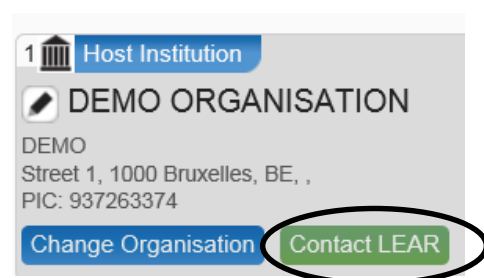 1 Host Institution
DEMO ORGANISATION
DEMO
Street 1, 1000 Bruxelles, BE, ,
PIC: 937263374
Change Organisation Contact LEAR